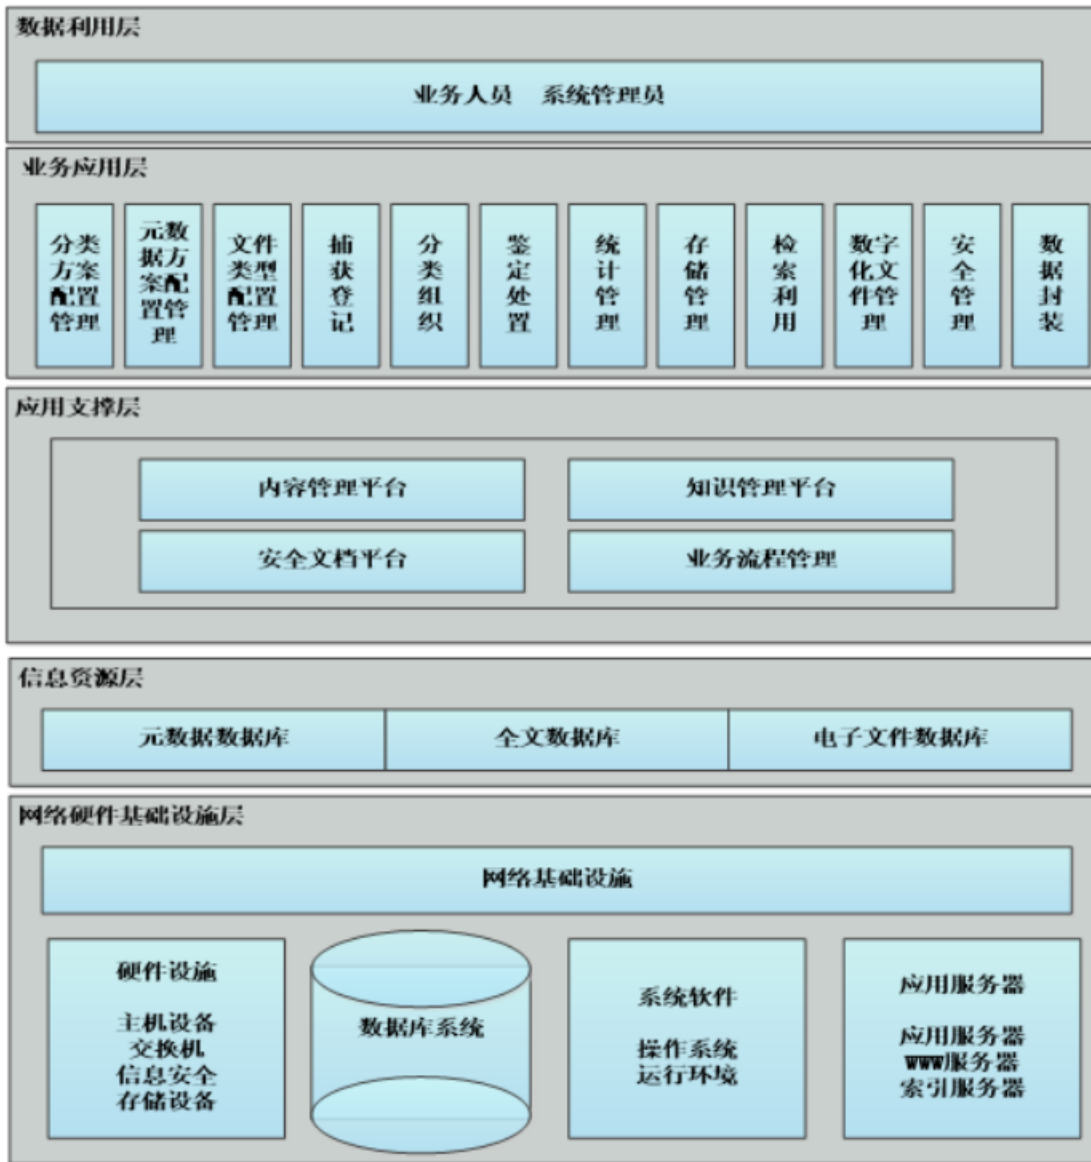 数据利用层
业务人员 系统管理员
业务应用层
分类
方案
配置
管理
元数
据方
案配
置管
理
文件
类型
配置
管理
捕
获
登
记
分
类
组
织
鉴
定
处
置
统
计
管
理
存
储
管
理
检
索
利
用
数字
化文
件管
理
安
全
管
理
数
据
封
装
应用支撑层
内容管理平台
知识管理平台
安全文档平台
业务流程管理
信息资源层
元数据数据库
全文数据库
电子文件数据库
网络硬件基础设施层
网络基础设施
硬件设施
主机设备
交换机
信息安全
存储设备
数据库系统
系统软件
操作系统
运行环境
应用服务器
应用服务器
www服务器
索引服务器